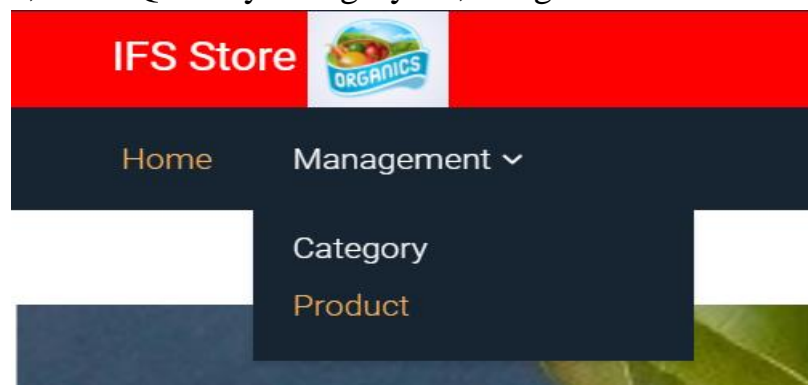 IFS Store
ORGANICS
Home Management
Category
Product